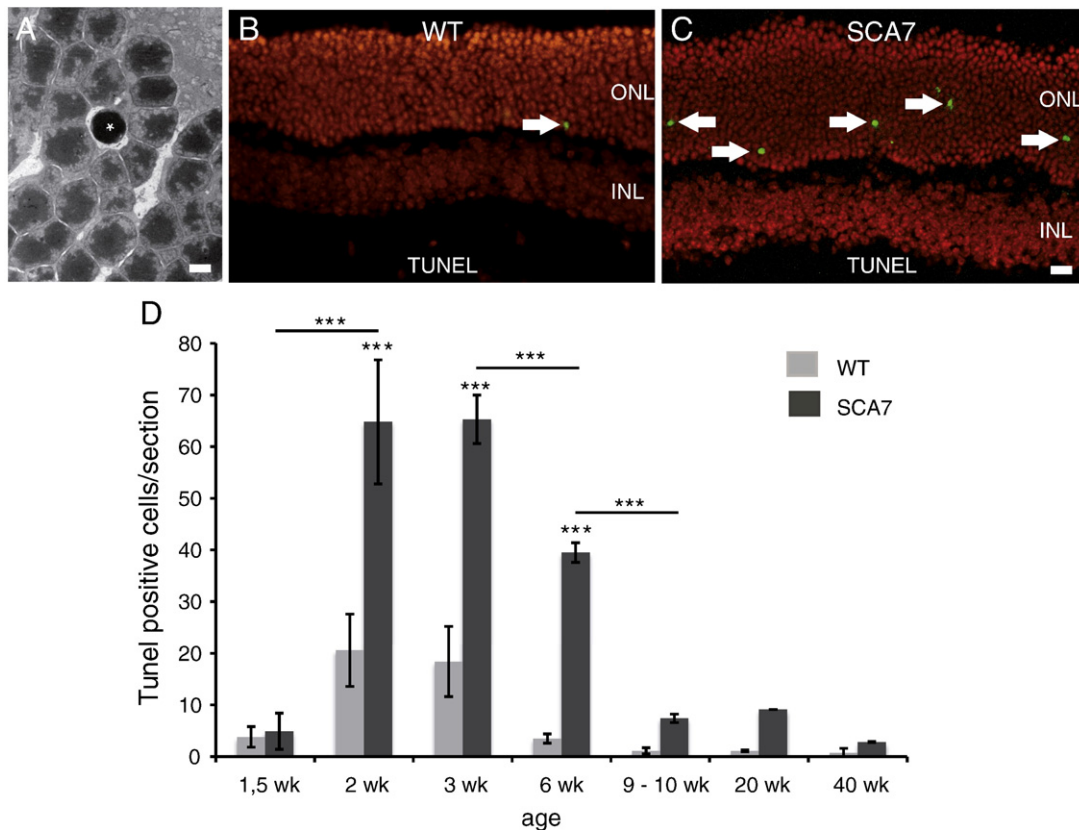 A
*
B
WT
ONL
INL
TUNEL
C
SCA7
ONL
INL
TUNEL
D
***
***
***
***
***
***
80
70
60
50
40
30
20
10
0
Tunel positive cells/section
WT
SCA7
1,5 wk
2 wk
3 wk
6 wk
9 - 10 wk
20 wk
40 wk
age